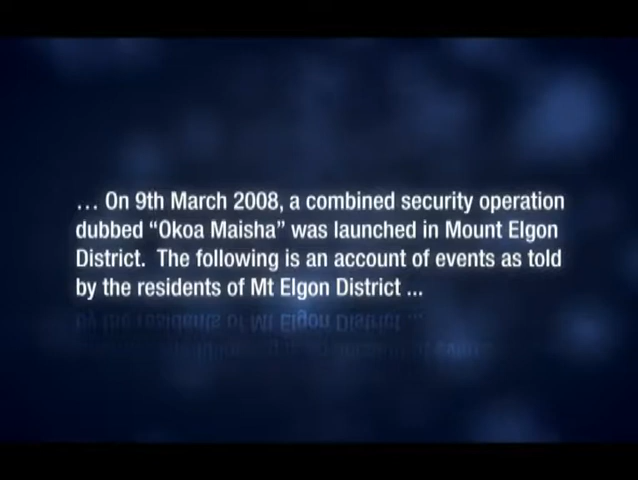 ... On 9th March 2008, a combined security operation
dubbed “Okoa Maisha” was launched in Mount Elgon
District. The following is an account of events as told
by the residents of Mt Elgon District ...